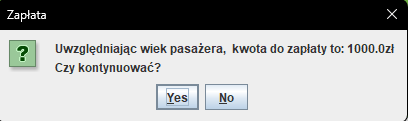 Zapłata
Uwzględniając wiek pasażera, kwota do zapłaty to: 1000.0zł
Czy kontynuować?
Yes No